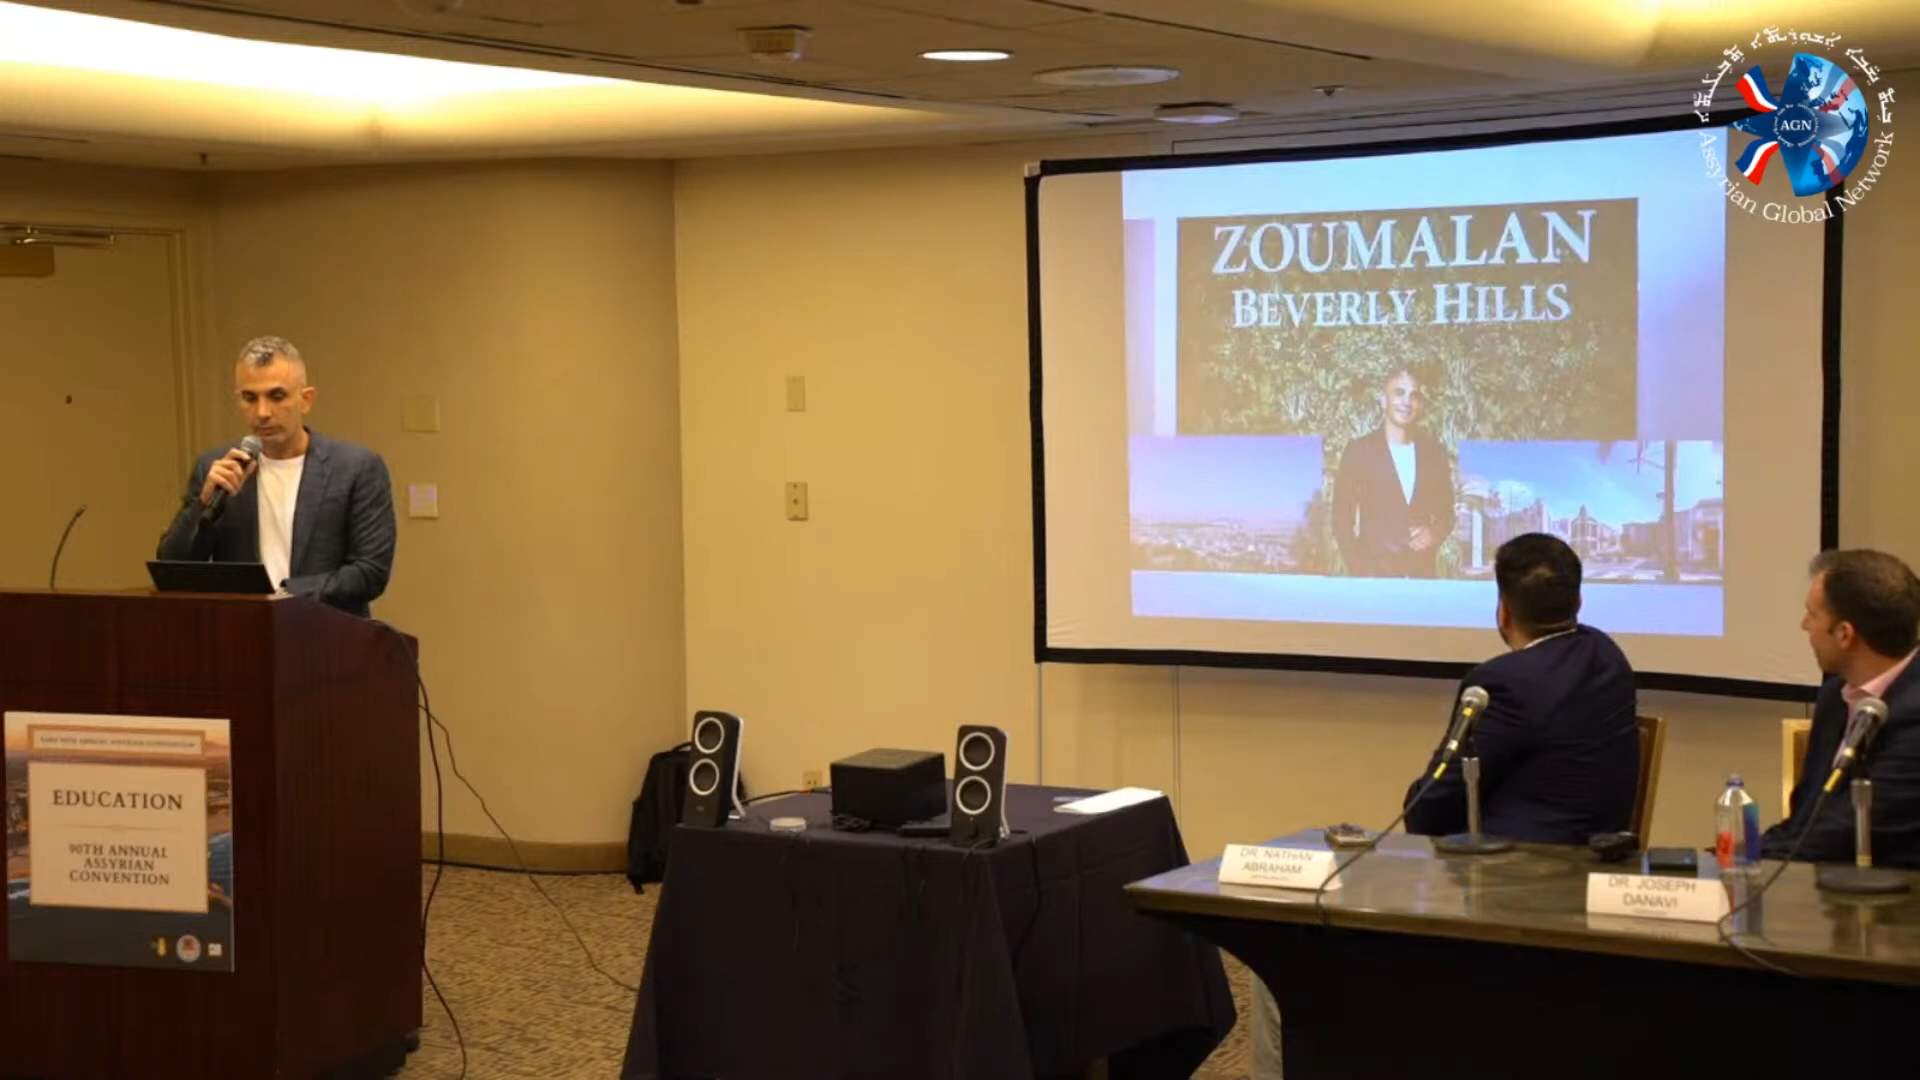 ZOUMALAN
BEVERLY HILLS
AGN
Assyrian Global Network
EDUCATION
90TH ANNUAL
ASSYRIAN
CONVENTION
DR. NATHAN
ABRAHAM
DR. JOSEPH
DANAVI